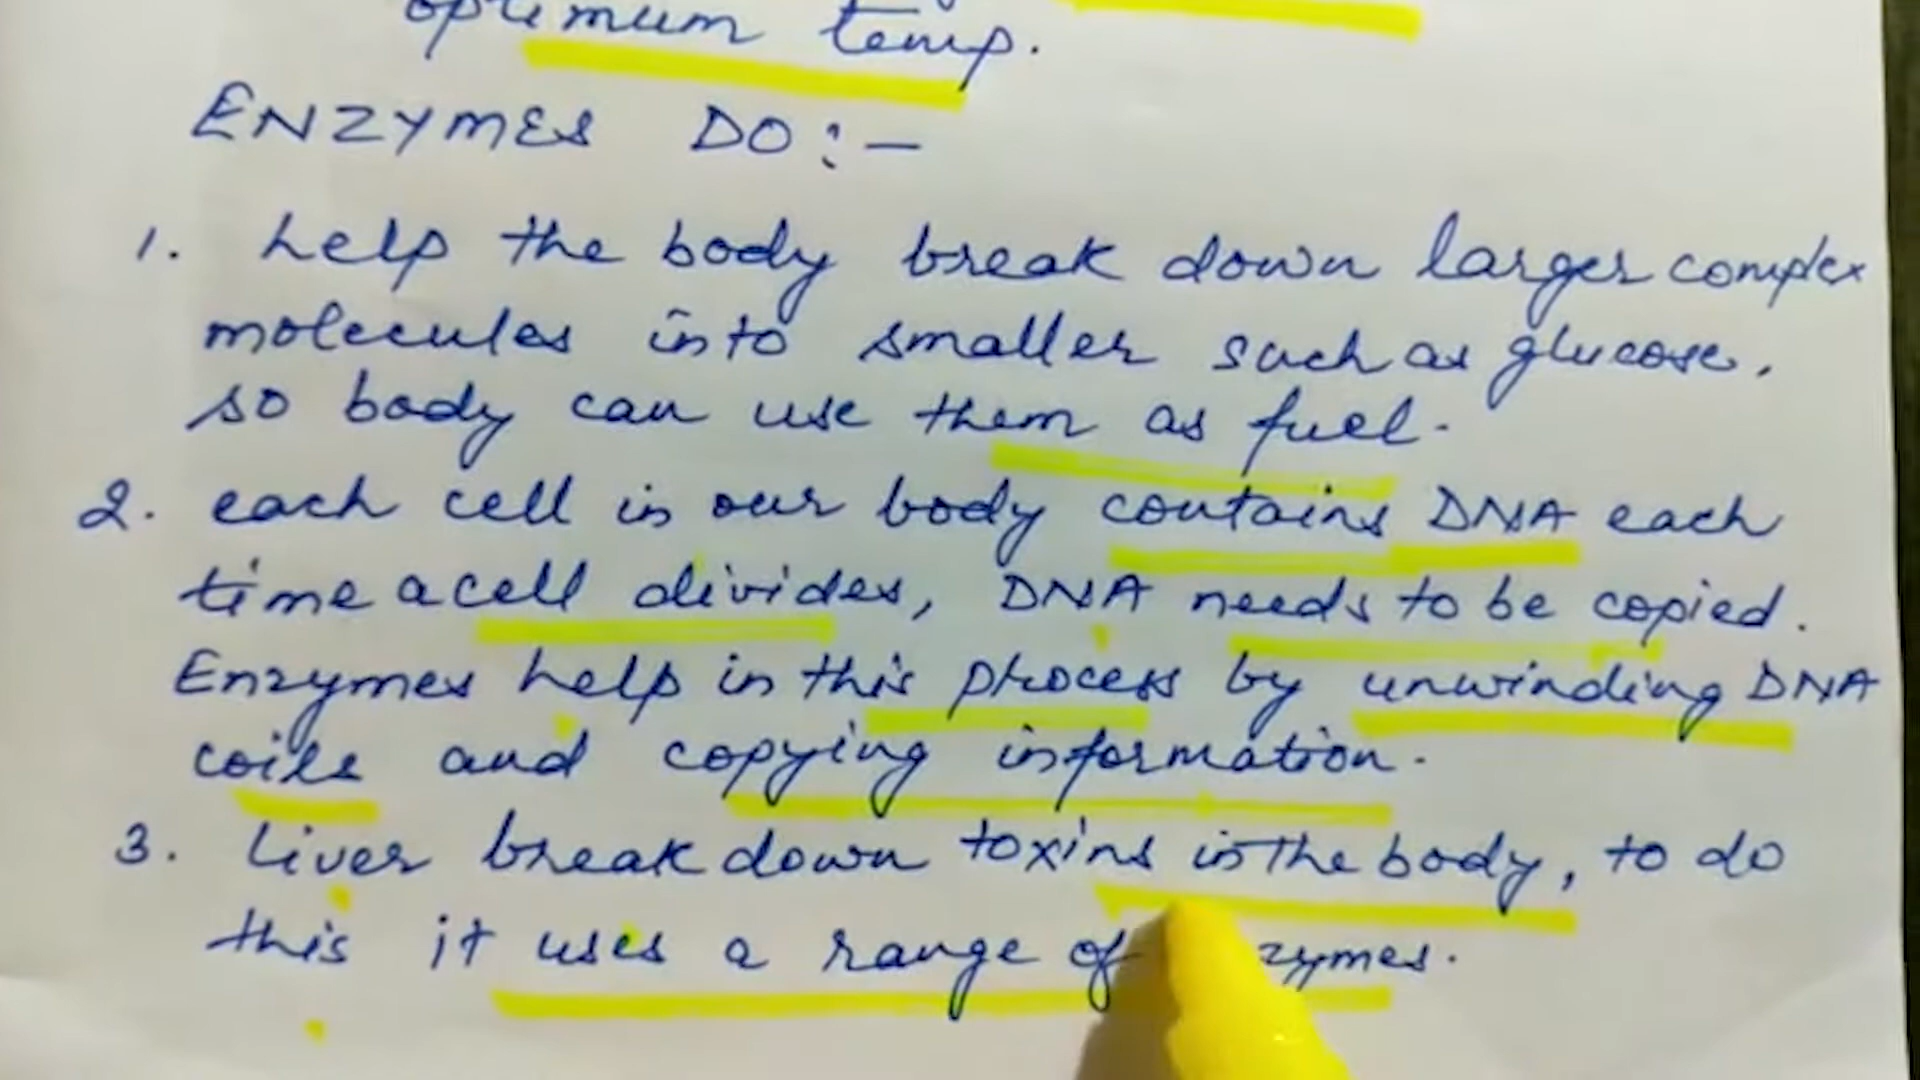 optimum temp.
ENZYMES DO:-
1. help the body break down larger complex
molecules into smaller such as glucose.
so body can use them as fuel.
2. each cell in our body contains DNA each
time a cell divides, DNA needs to be copied.
Enzymes help in this process by unwinding DNA
coils and copying information.
3. Liver break down toxins in the body, to do
this it uses a range of zymes.